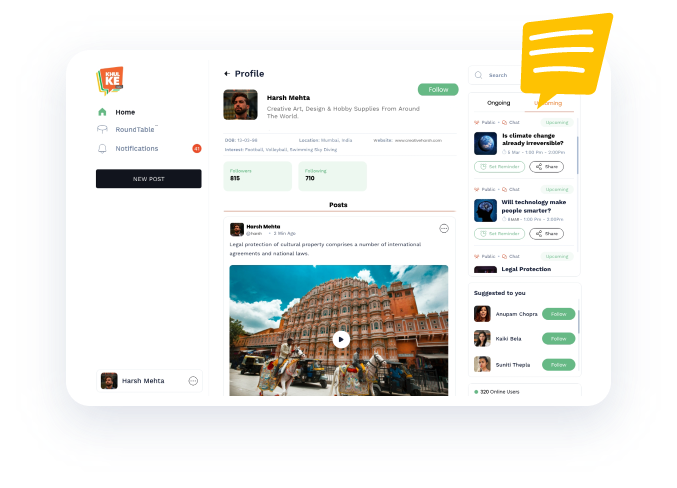 KHUL
KE
Home
RoundTable
Notifications
41
NEW POST
Harsh Mehta
Profile
Follow
Harsh Mehta
Creative Art, Design & Hobby Supplies From Around
The World.
DOB: 12-02-98
Location: Mumbai, India
Website: www.creativeharsh.com
Interest: Football, Volleyball, Swimming Sky Diving
Followers
815
Following
710
Posts
Harsh Mehta
@harsh • 2 Min Ago
Legal protection of cultural property comprises a number of international
agreements and national laws.
Search
Ongoing
Upcoming
Public • Chat
Upcoming
Is climate change
already irreversible?
5 Mar • 1:00 Pm - 2:00Pm
Set Reminder
Share
Public • Chat
Upcoming
Will technology make
people smarter?
1:00 Pm - 2:00Pm
Set Reminder
Share
Public • Chat
Upcoming
Legal Protection
Suggested to you
Anupam Chopra
Follow
Kaiki Bela
Follow
Suniti Thepla
Follow
320 Online Users